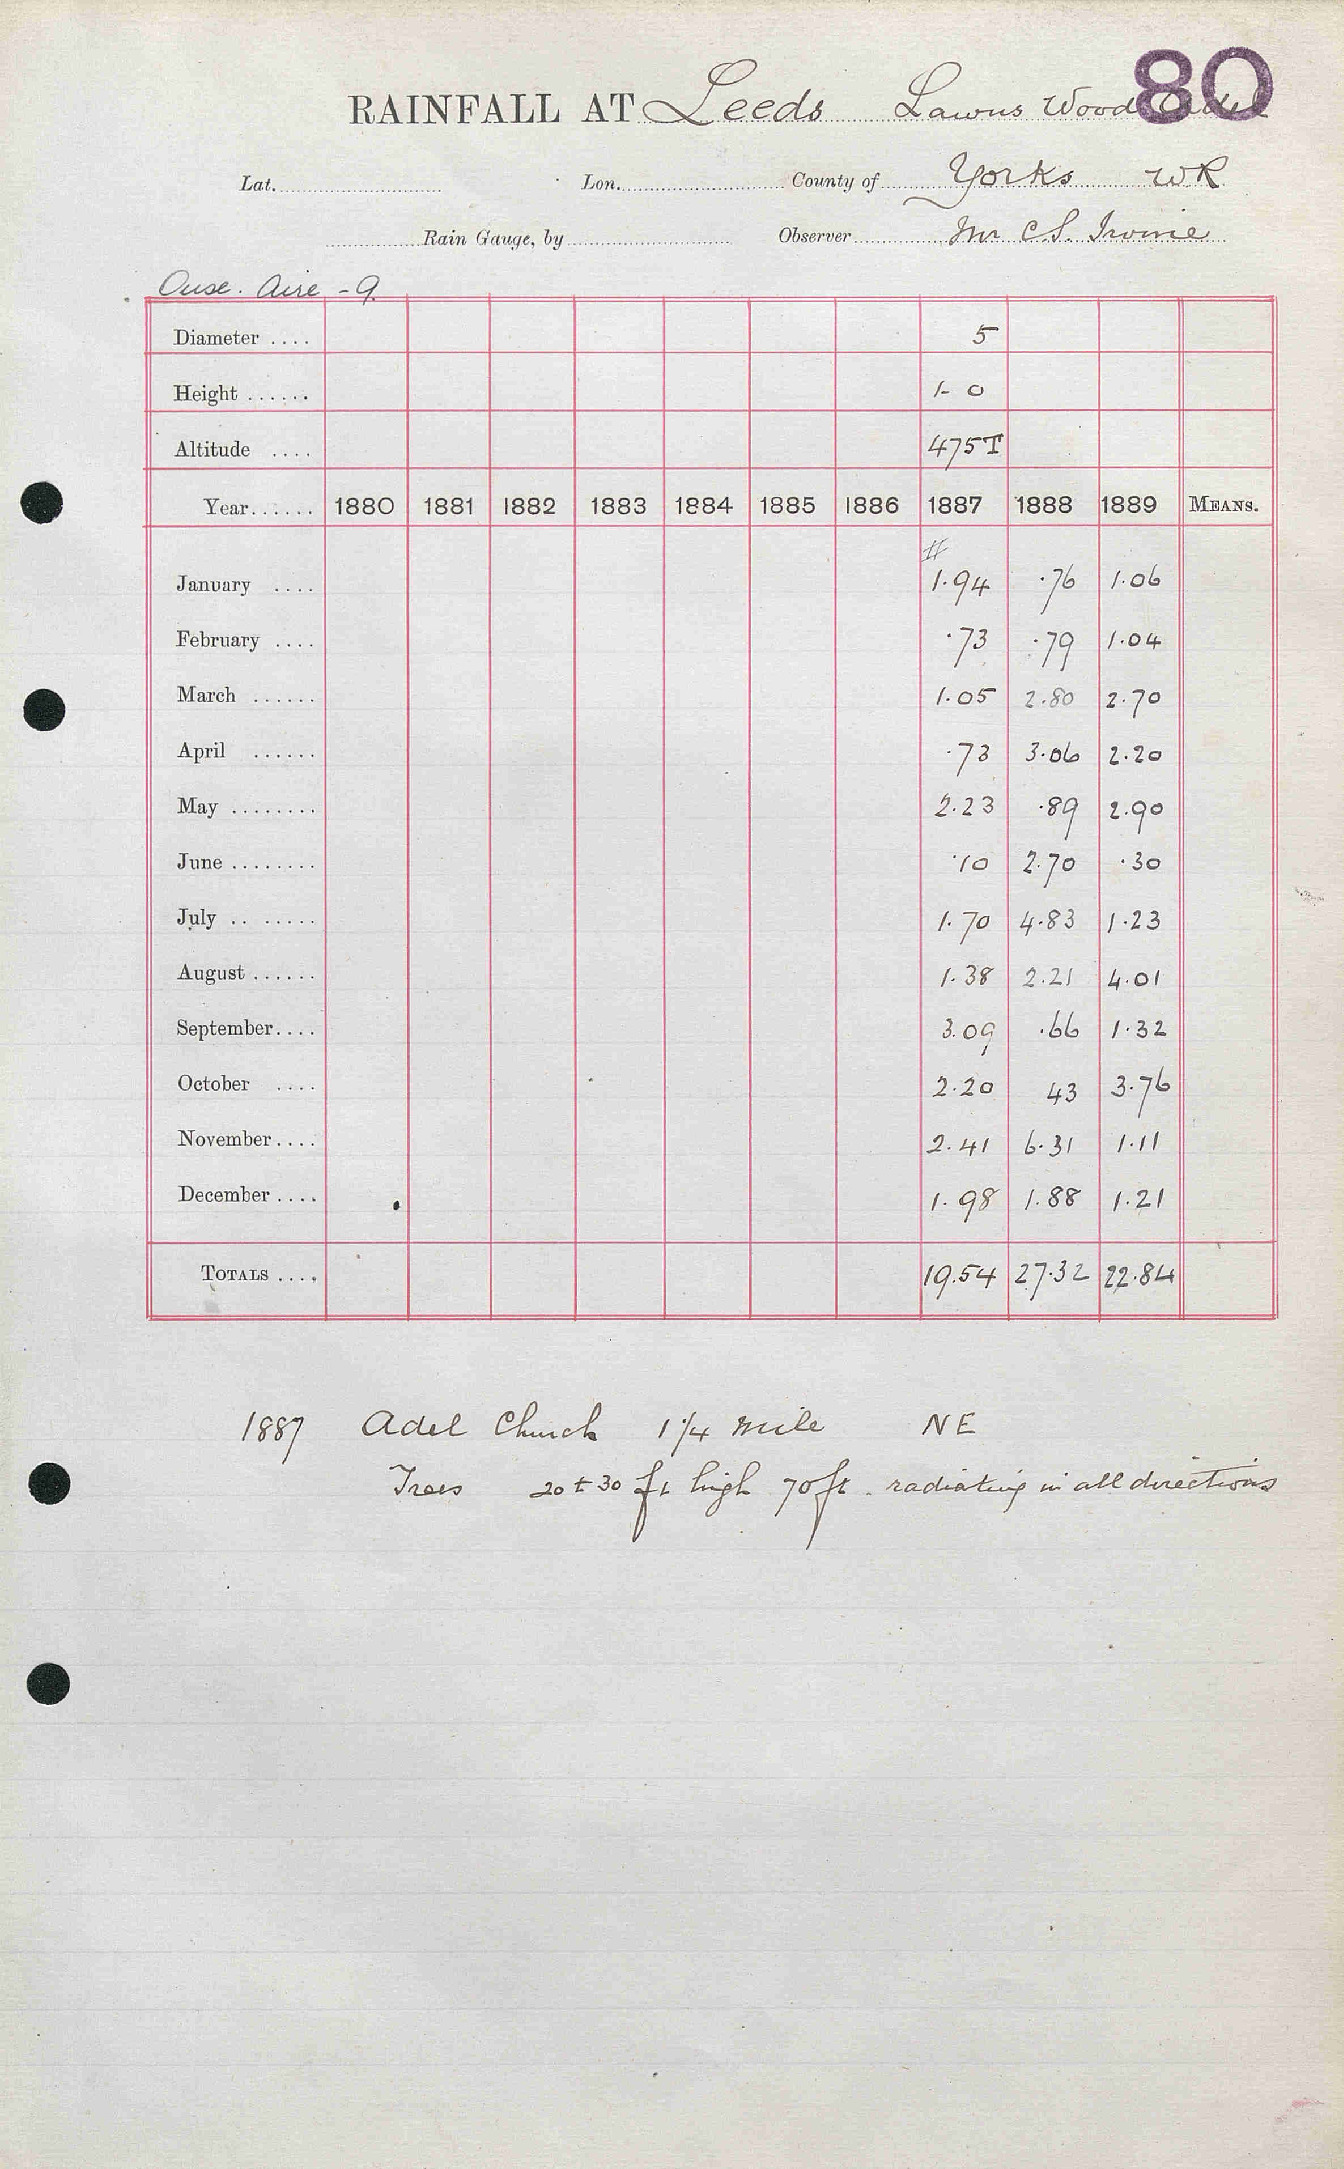 80
RAINFALL AT Leeds Lawns Wood Adel
Lat. Lon. County of Yorks WR
Rain Gauge, by Observer Mr C.S. Irvine
Ouse. Aire - 9.
Diameter .... 5
Height ...... 1- 0
Altitude .... 475T
Year...... 1880 1881 1882 1883 1884 1885 1886 1887 1888 1889 MEANS.
#
January .... 1.94 .76 1.06
February .... .73 .79 1.04
March ...... 1.05 2.80 2.70
April ...... .73 3.06 2.20
May ........ 2.23 .89 2.90
June ........ .10 2.70 .30
July .. ..... 1.70 4.83 1.23
August ...... 1.38 2.21 4.01
September.... 3.09 .66 1.32
October .... 2.20 43 3.76
November .... 2.41 6.31 1.11
December .... 1.98 1.88 1.21
TOTALS .... 19.54 27.32 22.84
1887 Adel Church 1 1/4 mile NE
Trees 20 to 30 ft high 70 ft. radiating in all directions